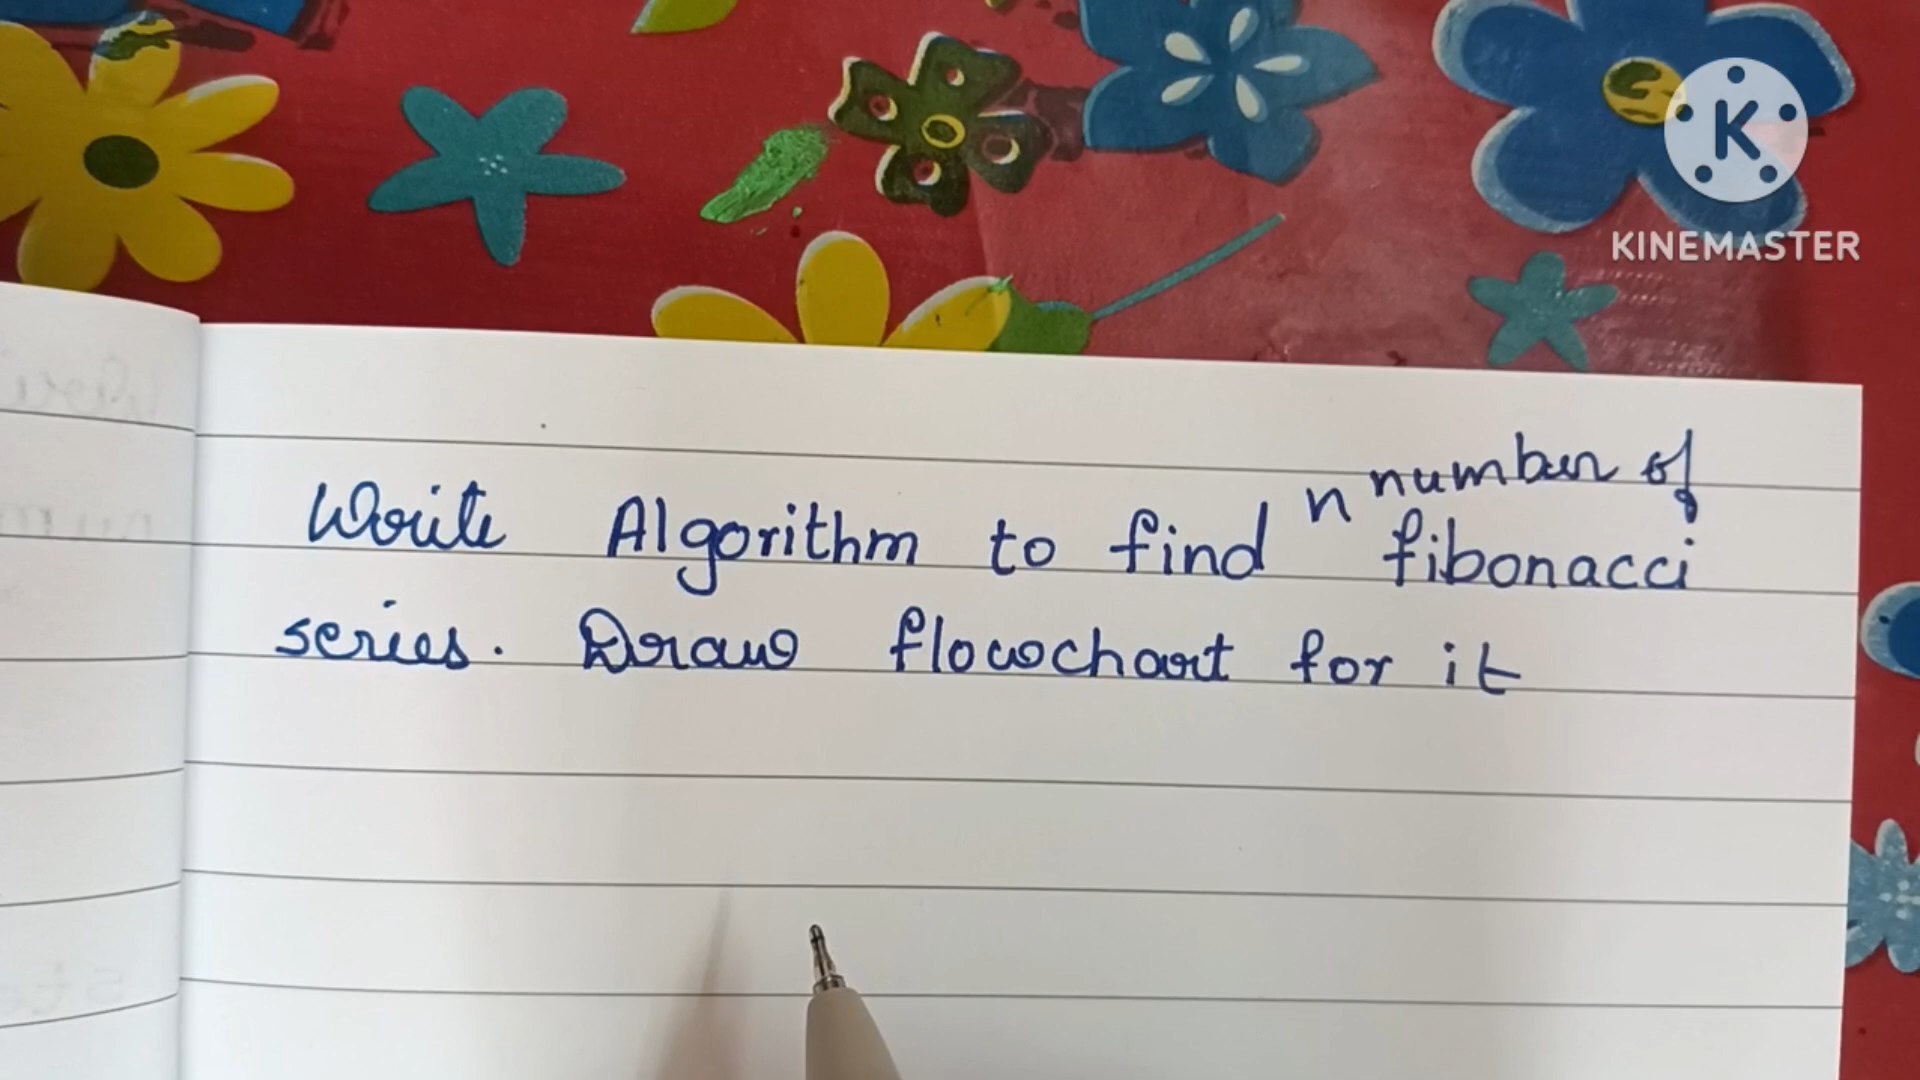 K
KINEMASTER
Write Algorithm to find n number of fibonacci
series. Draw flowchart for it